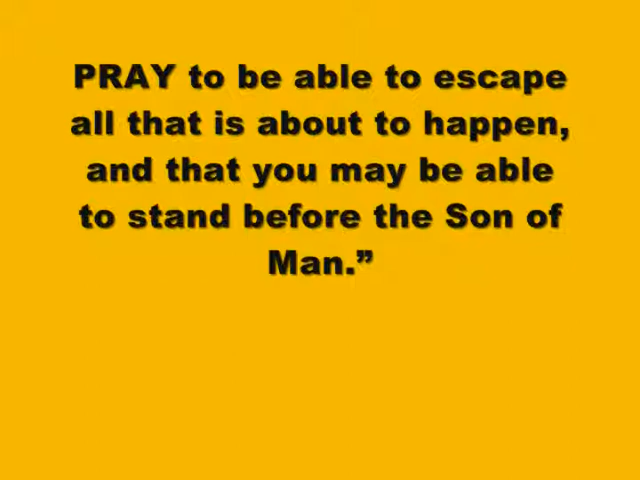 PRAY to be able to escape
all that is about to happen,
and that you may be able
to stand before the Son of
Man.”